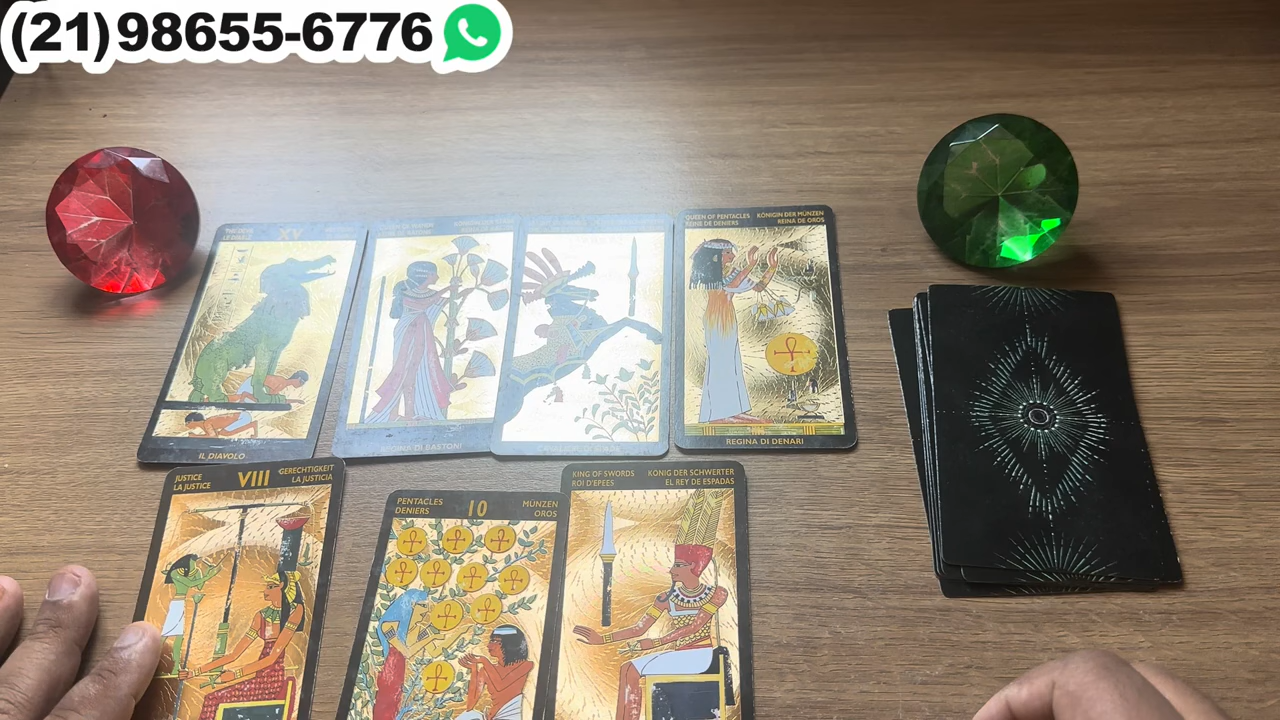 (21)98655-6776
THE DEVIL
XV
IL DIAVOLO
REGINA DI BASTONI
QUEEN OF PENTACLES KÖNIGIN DER MÜNZEN
REINE DE DENIERS REINA DE OROS
REGINA DI DENARI
JUSTICE VIII GERECHTIGKEIT
LA JUSTICE LA JUSTICIA
PENTACLES 10 MÜNZEN
DENIERS OROS
KING OF SWORDS KÖNIG DER SCHWERTER
ROI D'EPEES EL REY DE ESPADAS